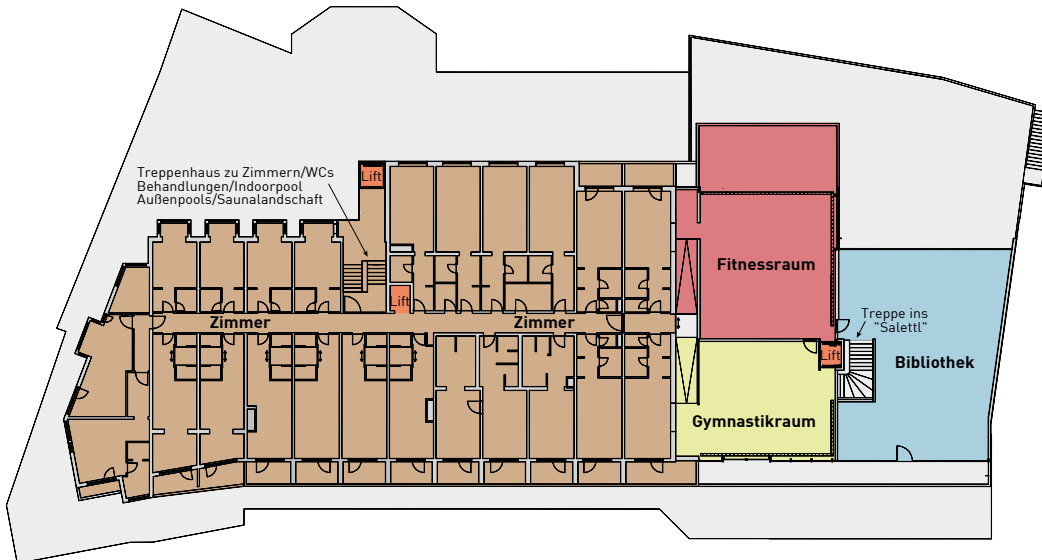 Treppenhaus zu Zimmern/WCs
Behandlungen/Indoorpool
Außenpools/Saunalandschaft
Lift
Fitnessraum
Lift
Zimmer
Zimmer
Treppe ins
"Salettl"
Lift
Bibliothek
Gymnastikraum